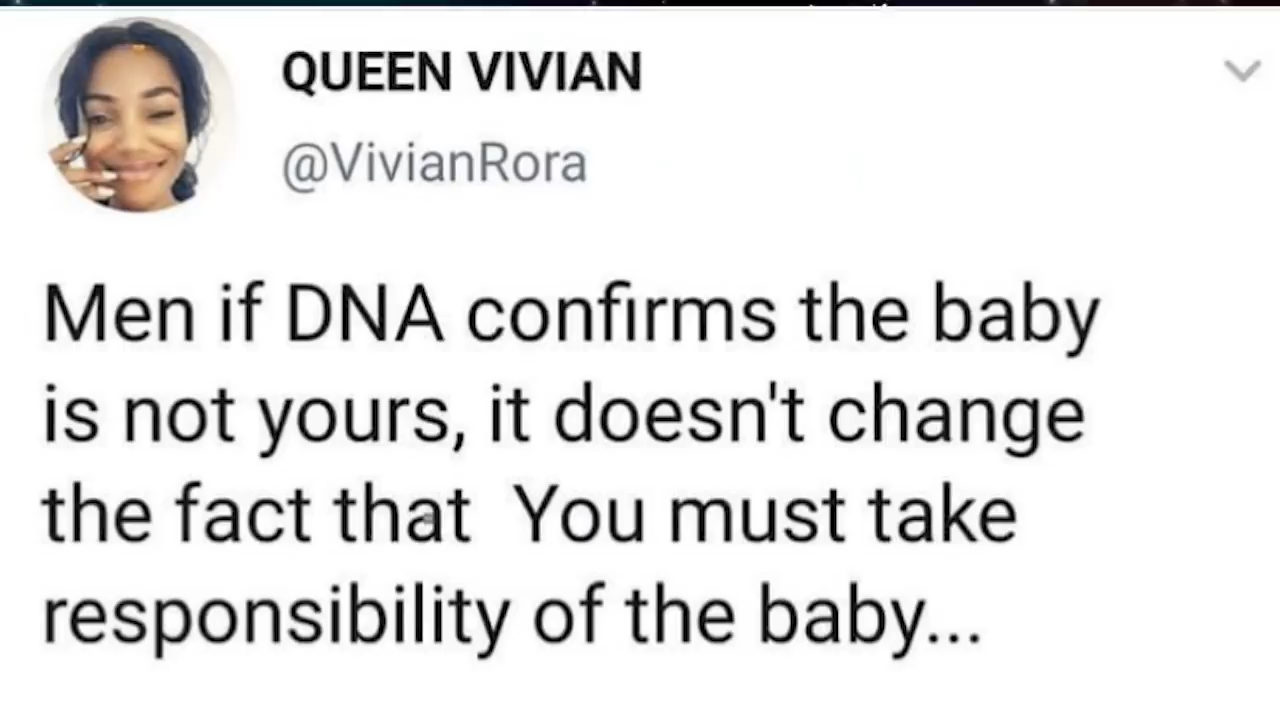 QUEEN VIVIAN
@VivianRora
Men if DNA confirms the baby
is not yours, it doesn't change
the fact that  You must take
responsibility of the baby...